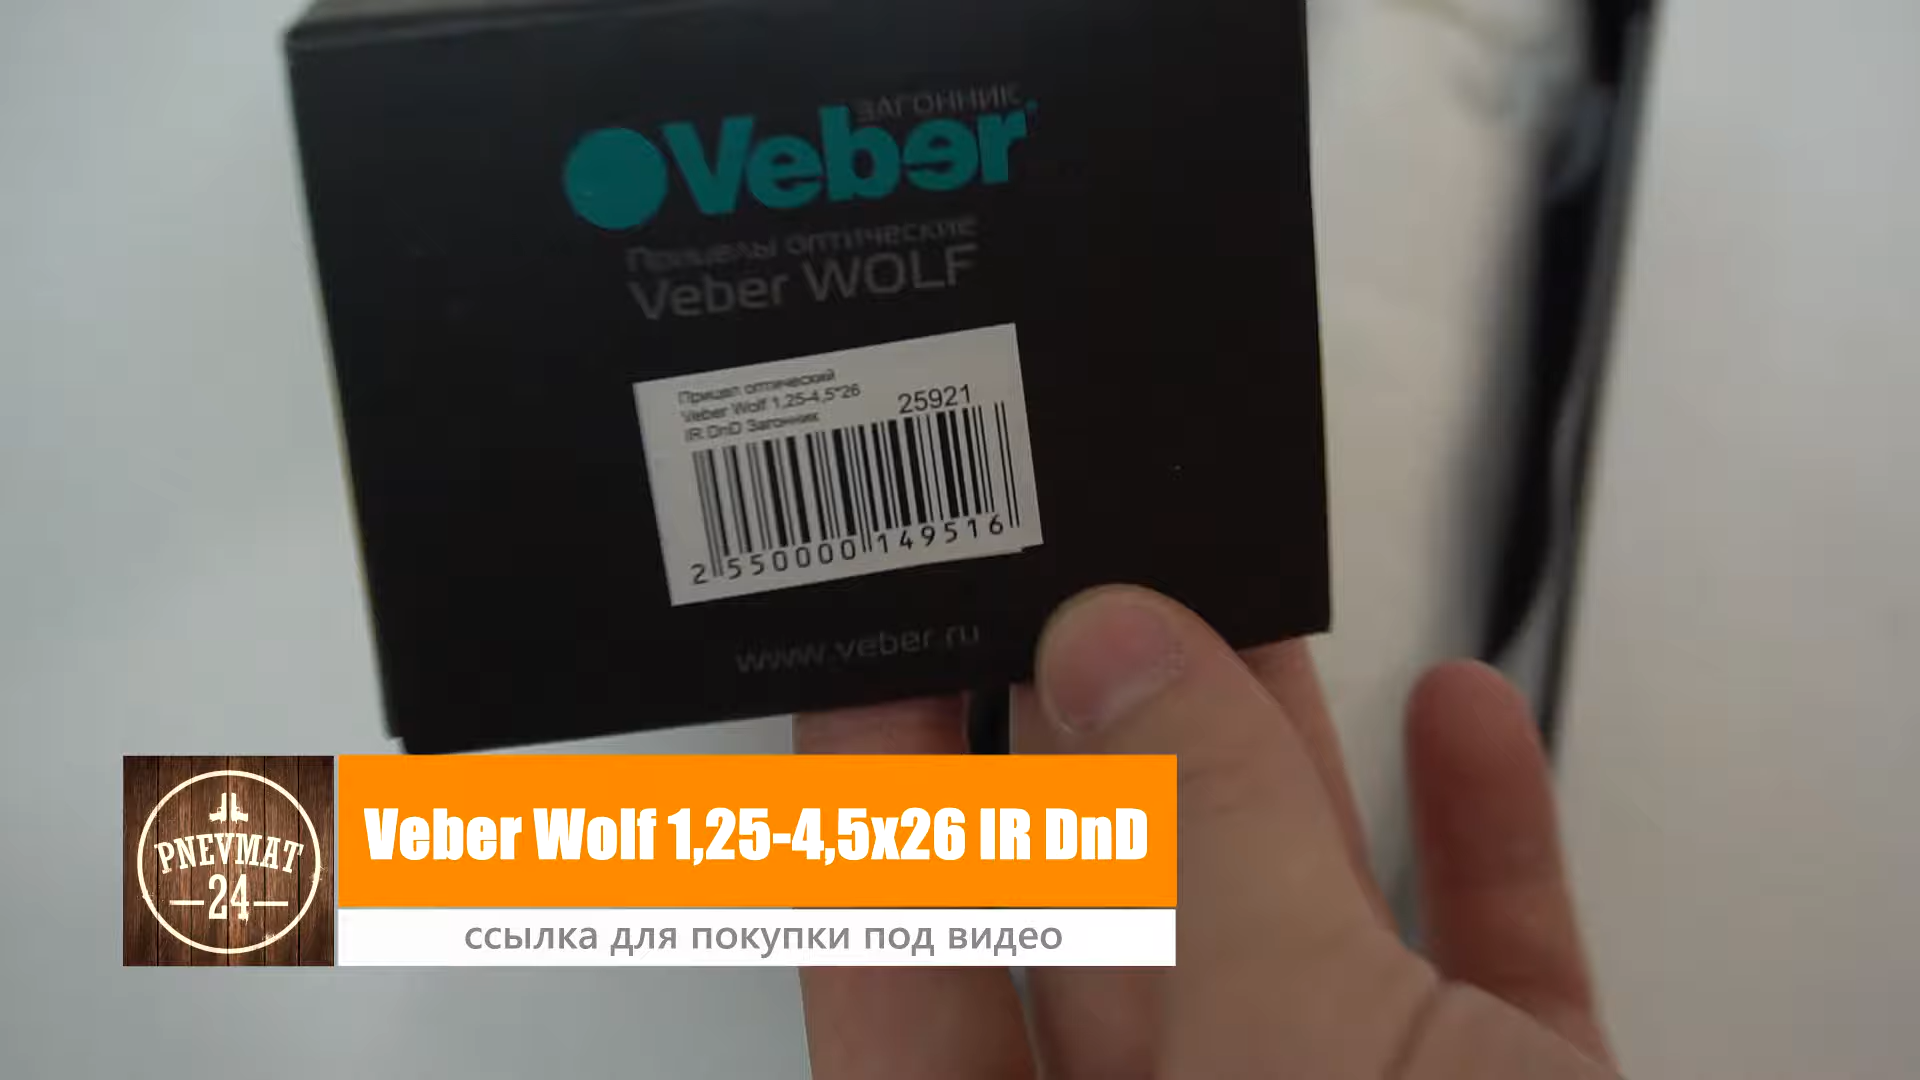 ЗАГОННИК
Veber
Прицелы оптические
Veber WOLF
Прицел оптический
Veber Wolf 1,25-4,5*26
IR DnD Загонник
25921
2 550000 149516
www.veber.ru
PNEVMAT
24
Veber Wolf 1,25-4,5x26 IR DnD
ссылка для покупки под видео